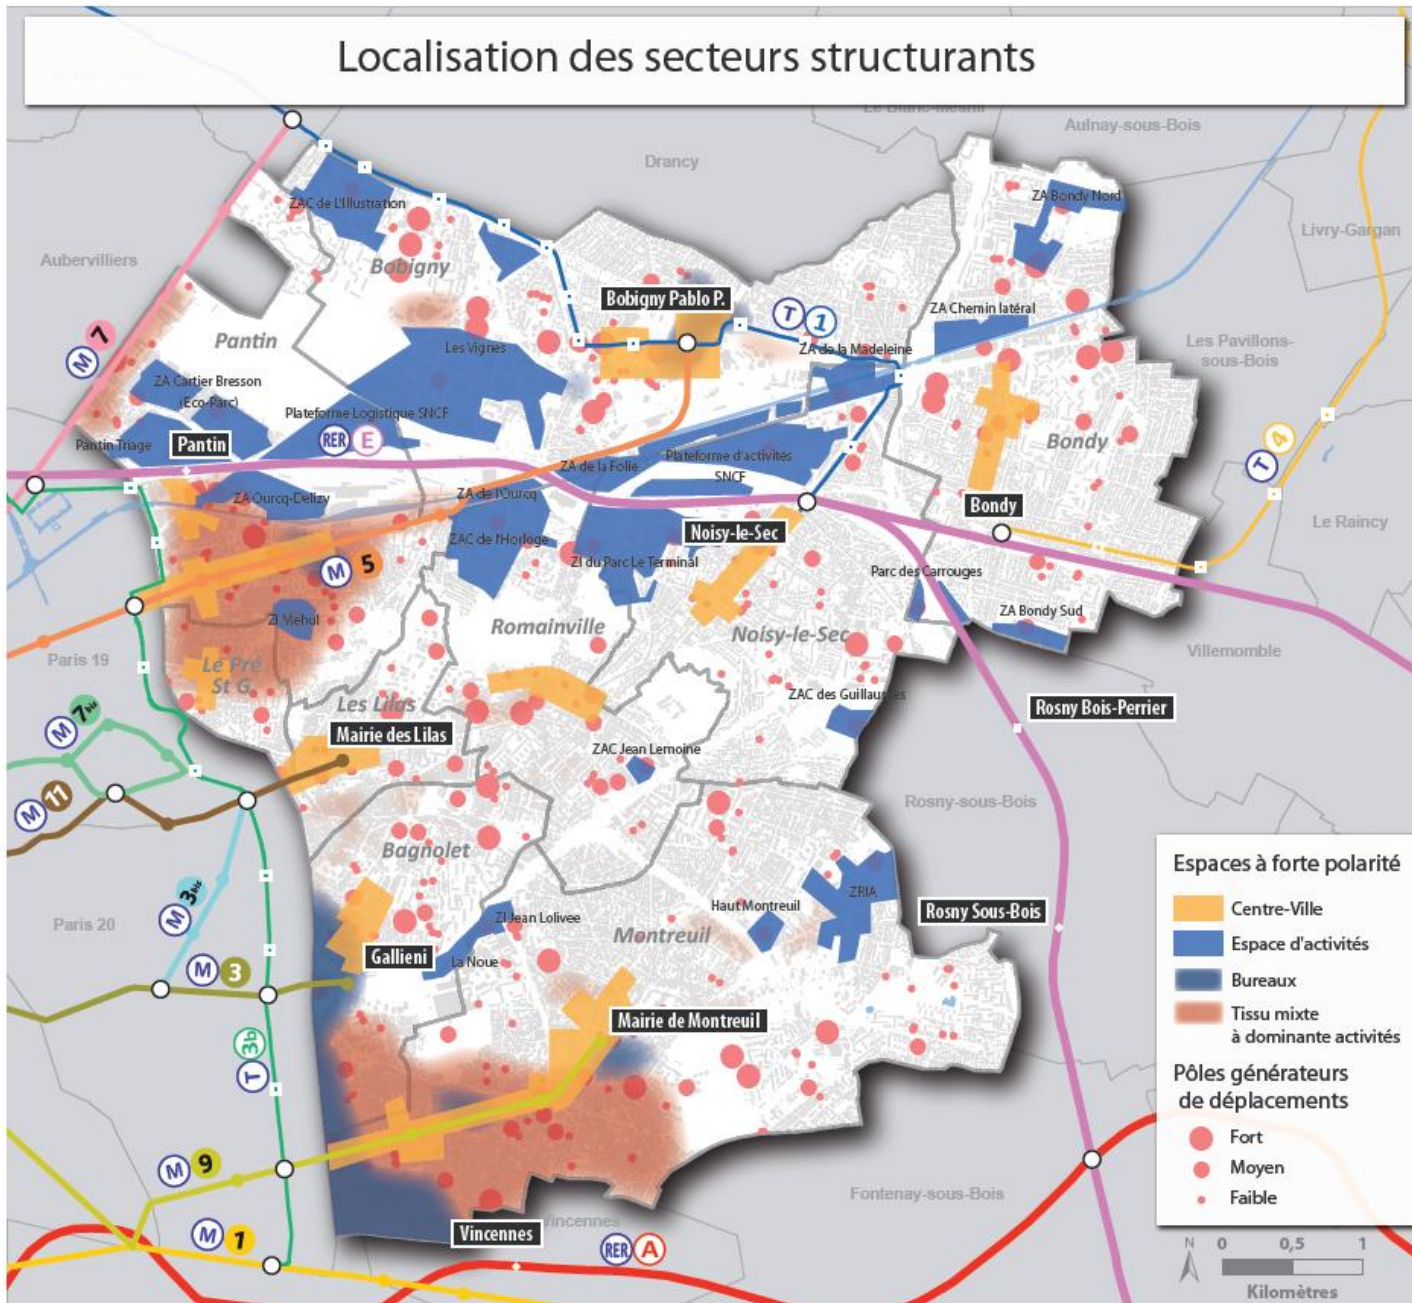 Localisation des secteurs structurants
Aulnay-sous-Bois
Drancy
ZA Bondy Nord
ZAC de L'Illustration
Livry-Gargan
Aubervilliers
Bobigny
Bobigny Pablo P.
ZA Chemin latéral
T 1
Pantin
Les Vignes
ZA de la Madeleine
Les Pavillons-
sous-Bois
M 7
ZA Cartier Bresson
(Eco-Parc)
Plateforme Logistique SNCF
Pantin Triage
Pantin
RER E
Bondy
T 4
ZA de la Folie
Plateforme d'activités
SNCF
ZA Ourcq-Delizy
ZA de l'Ourcq
Bondy
Le Raincy
ZAC de l'Horloge
Noisy-le-Sec
M 5
ZI du Parc Le Terminal
Parc des Carrouges
ZI Mehul
Romainville
Noisy-le-Sec
ZA Bondy Sud
Paris 19
Le Pré
St G.
Villemomble
Les Lilas
ZAC des Guillaumes
Rosny Bois-Perrier
M 7bis
Mairie des Lilas
ZAC Jean Lemoine
M 11
Rosny-sous-Bois
Bagnolet
M 3bis
Paris 20
ZI Jean Lolivee
Haut Montreuil
ZRIA
Rosny Sous-Bois
Montreuil
Gallieni
La Noue
M 3
Mairie de Montreuil
T 3b
M 9
Fontenay-sous-Bois
Vincennes
Vincennes
M 1
RER A
Espaces à forte polarité
Centre-Ville
Espace d'activités
Bureaux
Tissu mixte
à dominante activités
Pôles générateurs
de déplacements
Fort
Moyen
Faible
N
0 0,5 1
Kilomètres